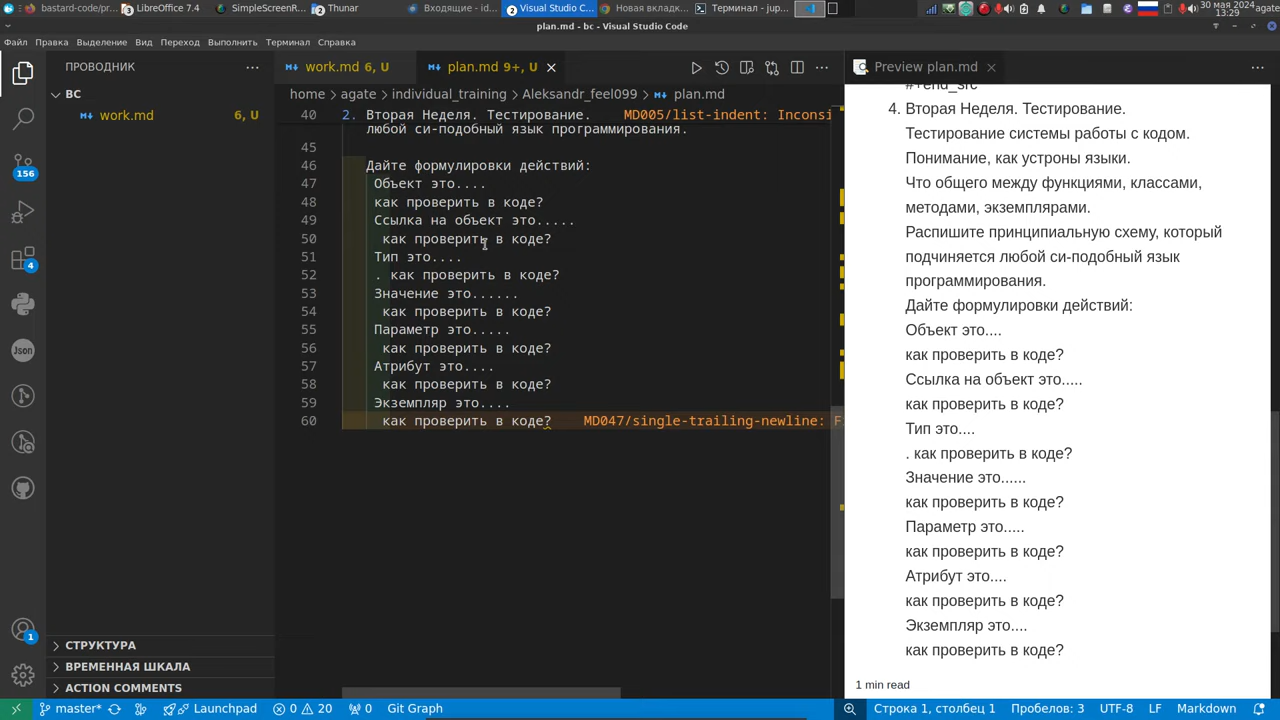 bastard-code/pr...
LibreOffice 7.4
SimpleScreenR...
Thunar
Входящие - id...
Visual Studio C...
Новая вклад...
Терминал - jup...
30 мая 2024
13:29
agate
plan.md - bc - Visual Studio Code
Файл Правка Выделение Вид Переход Выполнить Терминал Справка
ПРОВОДНИК
BC
work.md 6, U
work.md 6, U
plan.md 9+, U
Preview plan.md
home > agate > individual_training > Aleksandr_feel099 > plan.md
156
4
Json
1
40 2. Вторая Неделя. Тестирование. MD005/list-indent: Inconsi
любой си-подобный язык программирования.
45
46 Дайте формулировки действий:
47 Объект это....
48 как проверить в коде?
49 Ссылка на объект это.....
50 как проверить в коде?
51 Тип это....
52 . как проверить в коде?
53 Значение это......
54 как проверить в коде?
55 Параметр это.....
56 как проверить в коде?
57 Атрибут это....
58 как проверить в коде?
59 Экземпляр это....
60 как проверить в коде? MD047/single-trailing-newline: F
#+end_src
4. Вторая Неделя. Тестирование.
Тестирование системы работы с кодом.
Понимание, как устроны языки.
Что общего между функциями, классами,
методами, экземплярами.
Распишите принципиальную схему, который
подчиняется любой си-подобный язык
программирования.
Дайте формулировки действий:
Объект это....
как проверить в коде?
Ссылка на объект это.....
как проверить в коде?
Тип это....
. как проверить в коде?
Значение это......
как проверить в коде?
Параметр это.....
как проверить в коде?
Атрибут это....
как проверить в коде?
Экземпляр это....
как проверить в коде?
1 min read
СТРУКТУРА
ВРЕМЕННАЯ ШКАЛА
ACTION COMMENTS
master* Launchpad 0 20 0 Git Graph
Строка 1, столбец 1 Пробелов: 3 UTF-8 LF Markdown